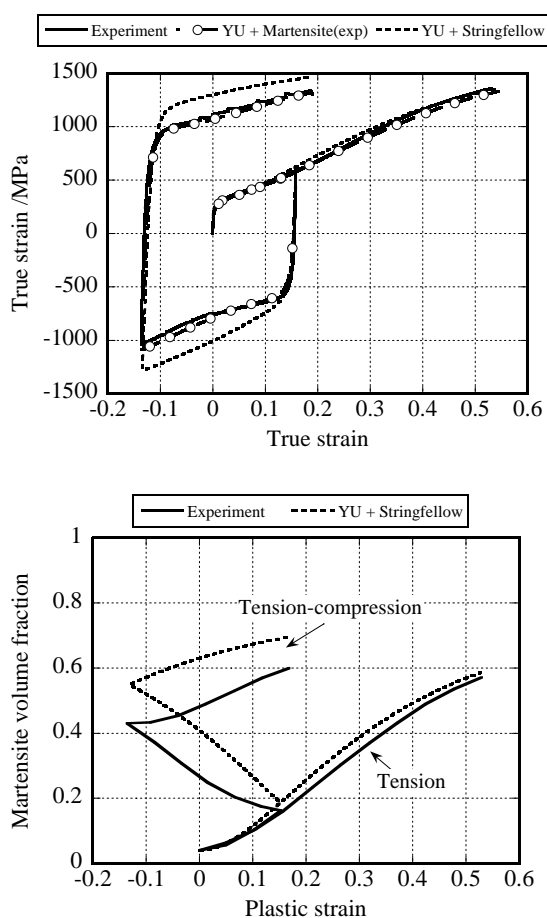 Experiment YU + Martensite(exp) YU + Stringfellow
1500
1000
500
0
-500
-1000
-1500
True strain /MPa
-0.2 -0.1 0 0.1 0.2 0.3 0.4 0.5 0.6
True strain
Experiment YU + Stringfellow
1
0.8
0.6
0.4
0.2
0
Martensite volume fraction
Tension-compression
Tension
-0.2 -0.1 0 0.1 0.2 0.3 0.4 0.5 0.6
Plastic strain